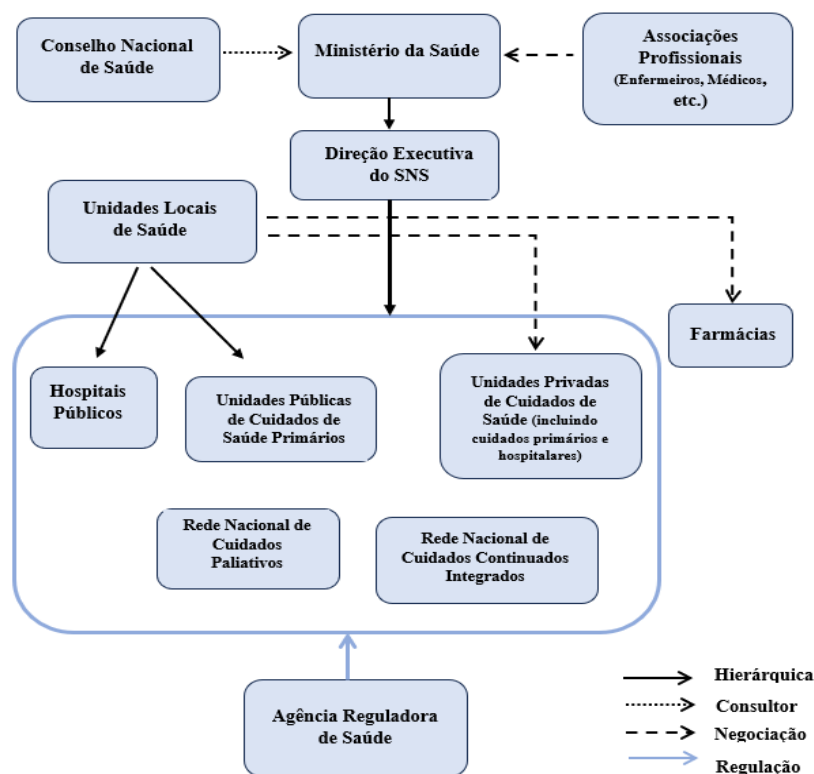 Conselho Nacional
de Saúde
Ministério da Saúde
Associações
Profissionais
(Enfermeiros, Médicos,
etc.)
Direção Executiva
do SNS
Unidades Locais
de Saúde
Farmácias
Hospitais
Públicos
Unidades Públicas
de Cuidados de
Saúde Primários
Unidades Privadas
de Cuidados de
Saúde (incluindo
cuidados primários e
hospitalares)
Rede Nacional de
Cuidados
Paliativos
Rede Nacional de
Cuidados Continuados
Integrados
Agência Reguladora
de Saúde
Hierárquica
Consultor
Negociação
Regulação